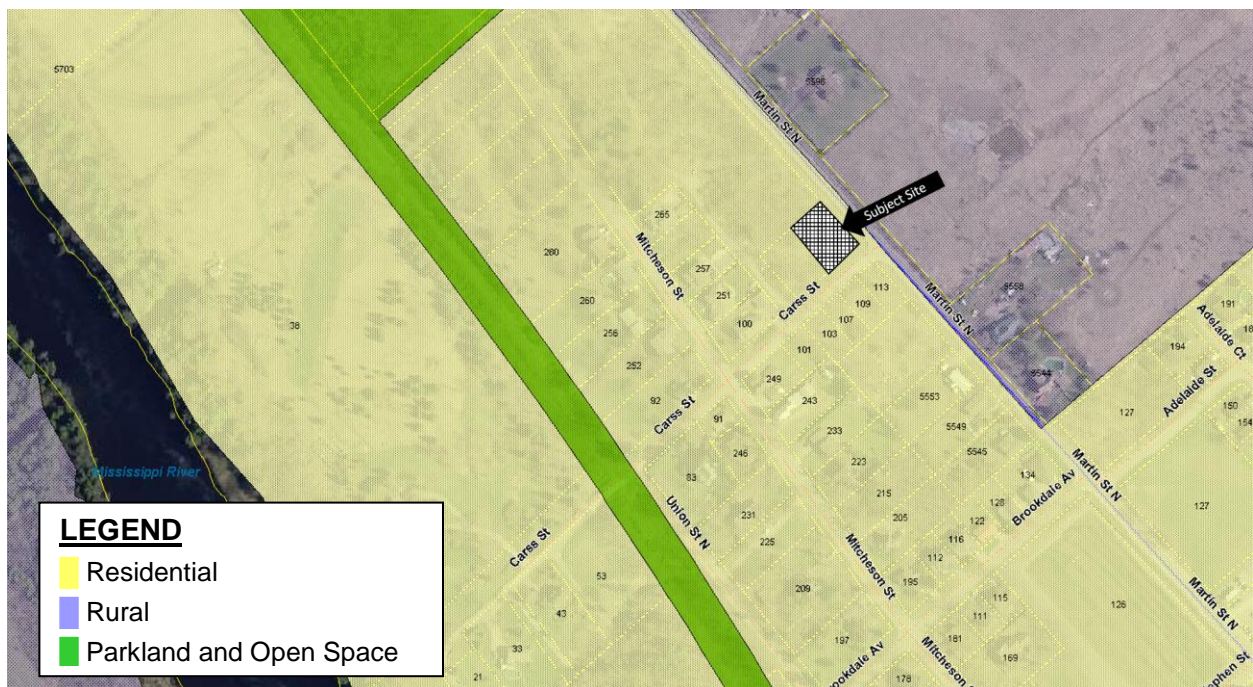 5703
5596
Martin St N
Subject Site
265
Mitcheson St
280
257
251
100
Carss St
113
109
107
103
101
260
256
252
38
Martin St N
5558
5544
191
Adelaide Ct
194
Adelaide St
127
150
154
249
243
233
223
5553
5549
5545
92
Carss St
91
246
83
Mississippi River
134
Martin St N
Brookdale Av
128
122
116
112
127
215
205
231
225
Union St N
Mitcheson St
195
209
Carss St
53
43
33
21
115
111
126
Martin St N
181
169
197
178
Brookdale Av
LEGEND
Residential
Rural
Parkland and Open Space